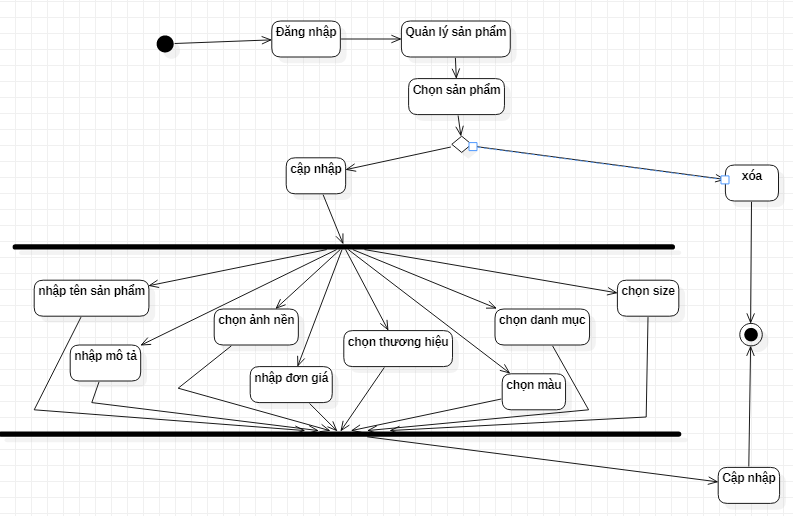 Đăng nhập
Quản lý sản phẩm
Chọn sản phẩm
cập nhập
xóa
nhập tên sản phẩm
chọn size
chọn ảnh nền
chọn danh mục
chọn thương hiệu
nhập mô tả
nhập đơn giá
chọn màu
Cập nhập